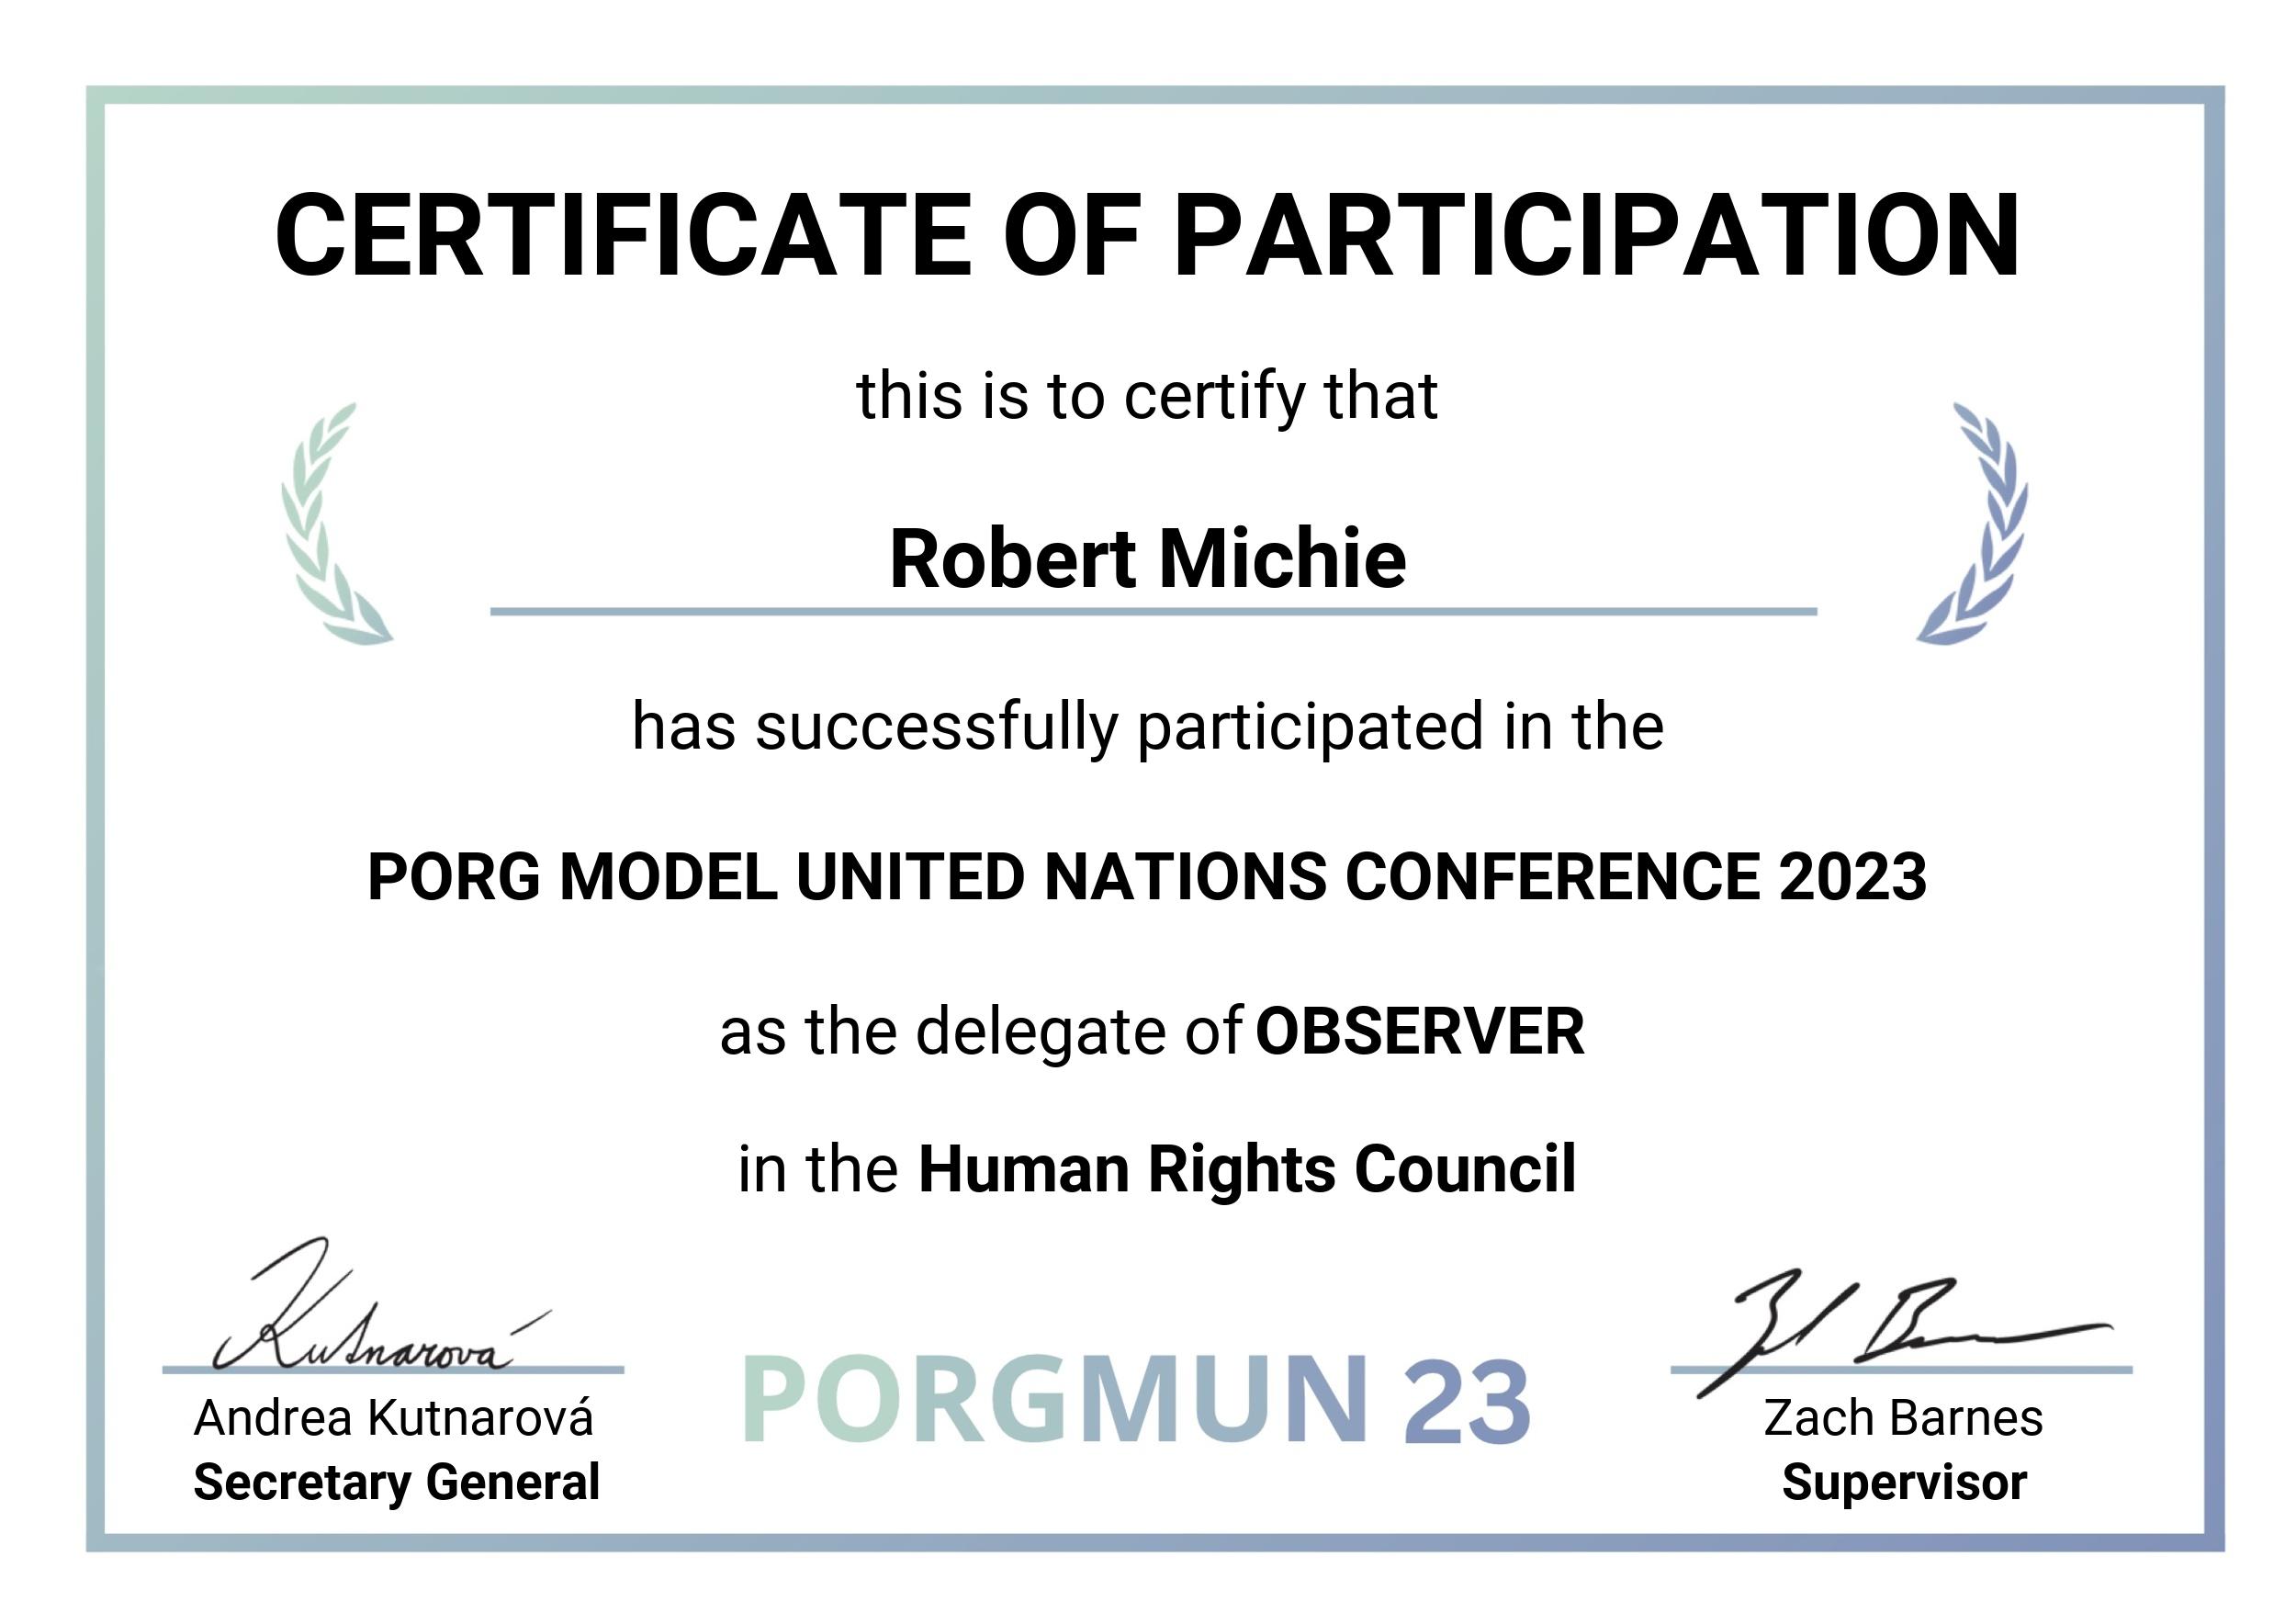 CERTIFICATE OF PARTICIPATION
this is to certify that
Robert Michie
has successfully participated in the
PORG MODEL UNITED NATIONS CONFERENCE 2023
as the delegate of OBSERVER
in the Human Rights Council
Kutnarová
Andrea Kutnarová
Secretary General
PORGMUN 23
Zach Barnes
Supervisor